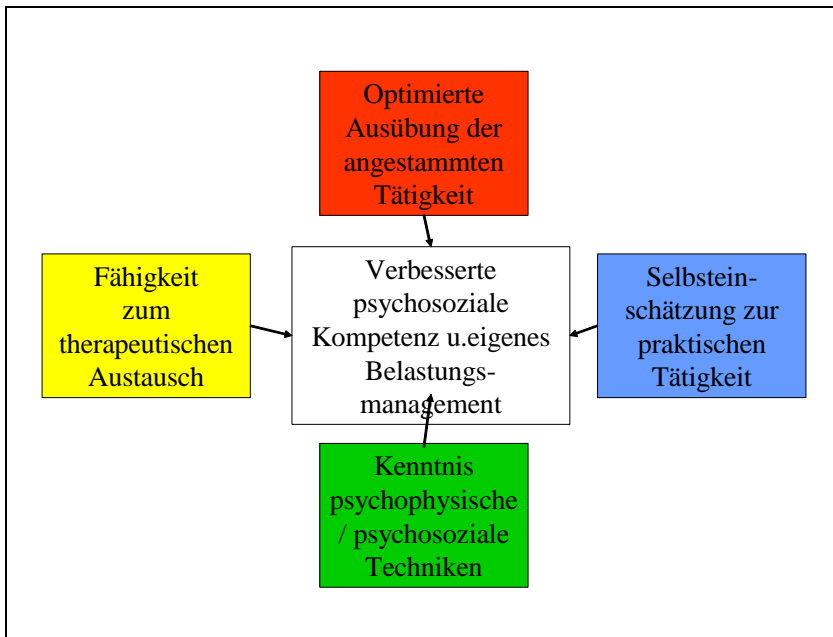 Optimierte
Ausübung der
angestammten
Tätigkeit
Fähigkeit
zum
therapeutischen
Austausch
Verbesserte
psychosoziale
Kompetenz u.eigenes
Belastungs-
management
Selbstein-
schätzung zur
praktischen
Tätigkeit
Kenntnis
psychophysische
/ psychosoziale
Techniken